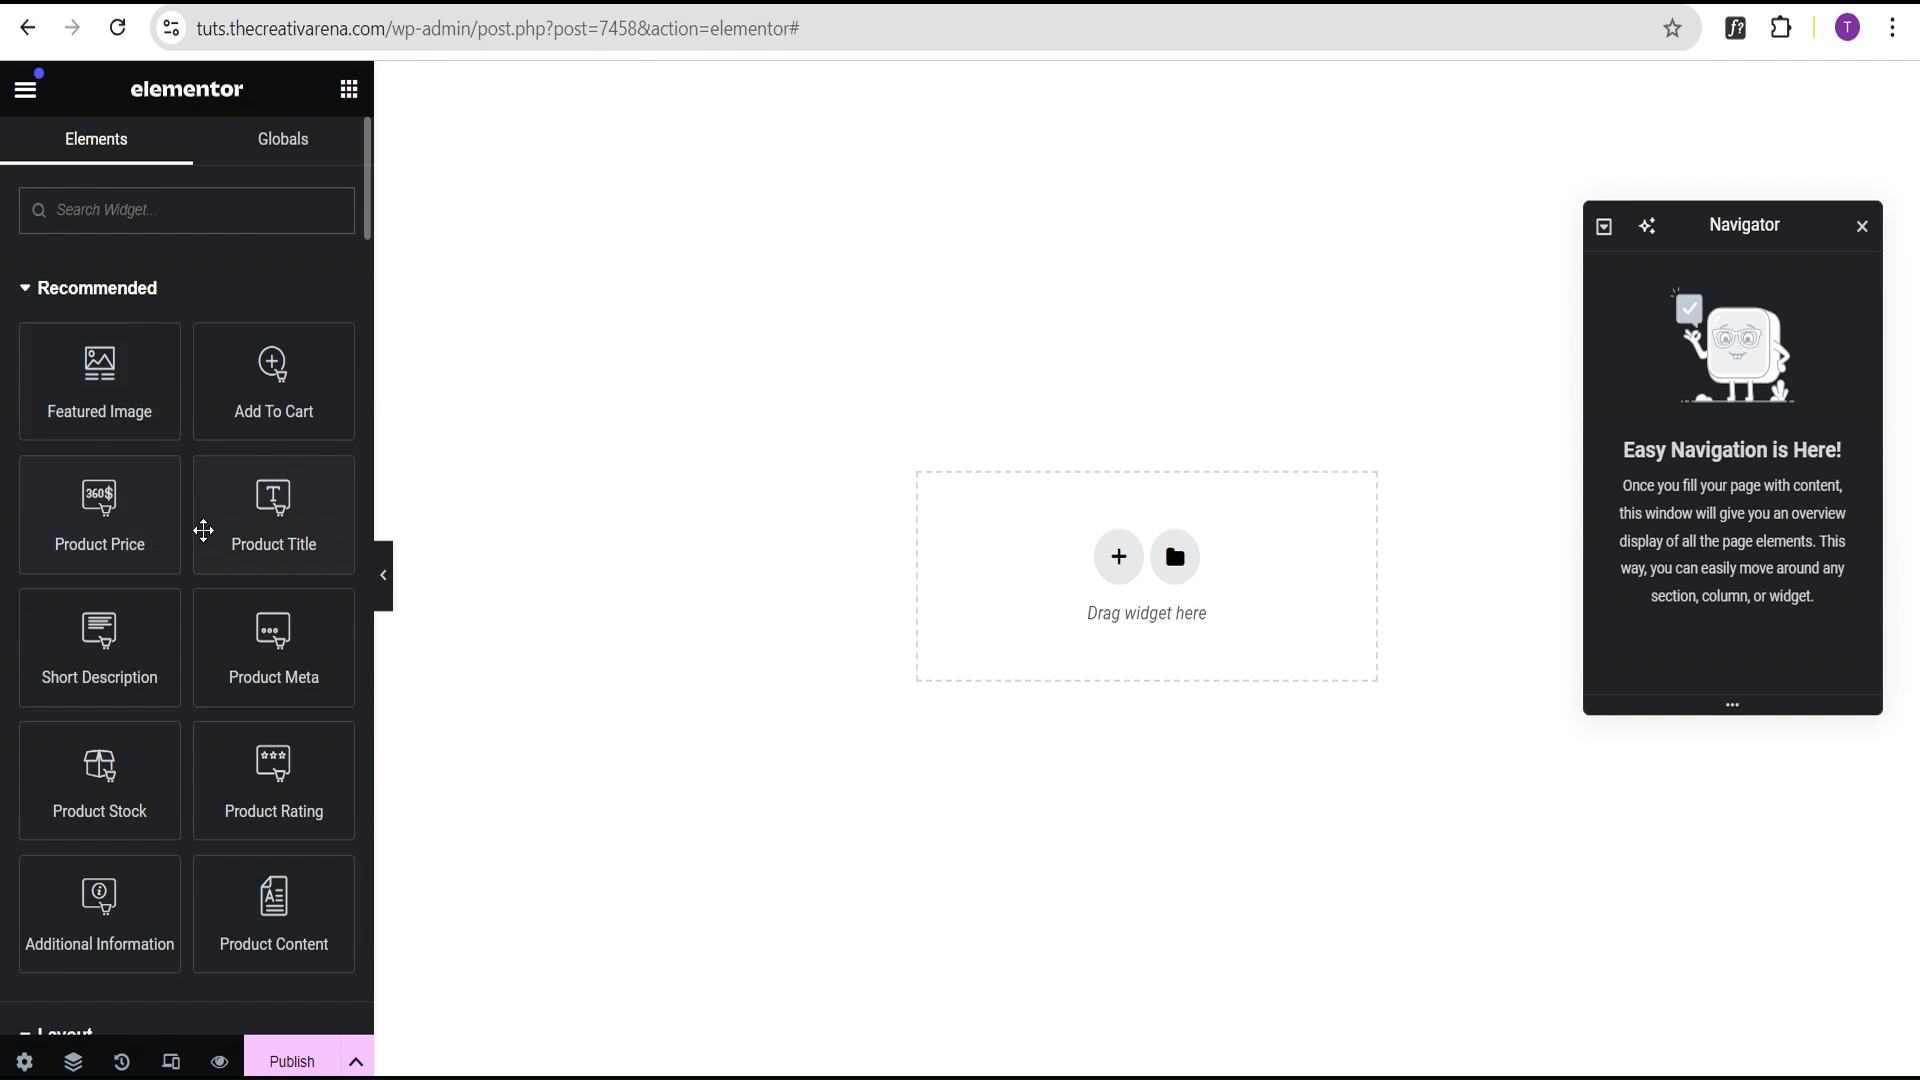 tuts.thecreativarena.com/wp-admin/post.php?post=7458&action=elementor#
f?
T
elementor
Elements
Globals
Search Widget...
Recommended
Featured Image
Add To Cart
360$
Product Price
T
Product Title
Short Description
Product Meta
Product Stock
Product Rating
Additional Information
Product Content
Layout
Publish
Drag widget here
Navigator
Easy Navigation is Here!
Once you fill your page with content,
this window will give you an overview
display of all the page elements. This
way, you can easily move around any
section, column, or widget.